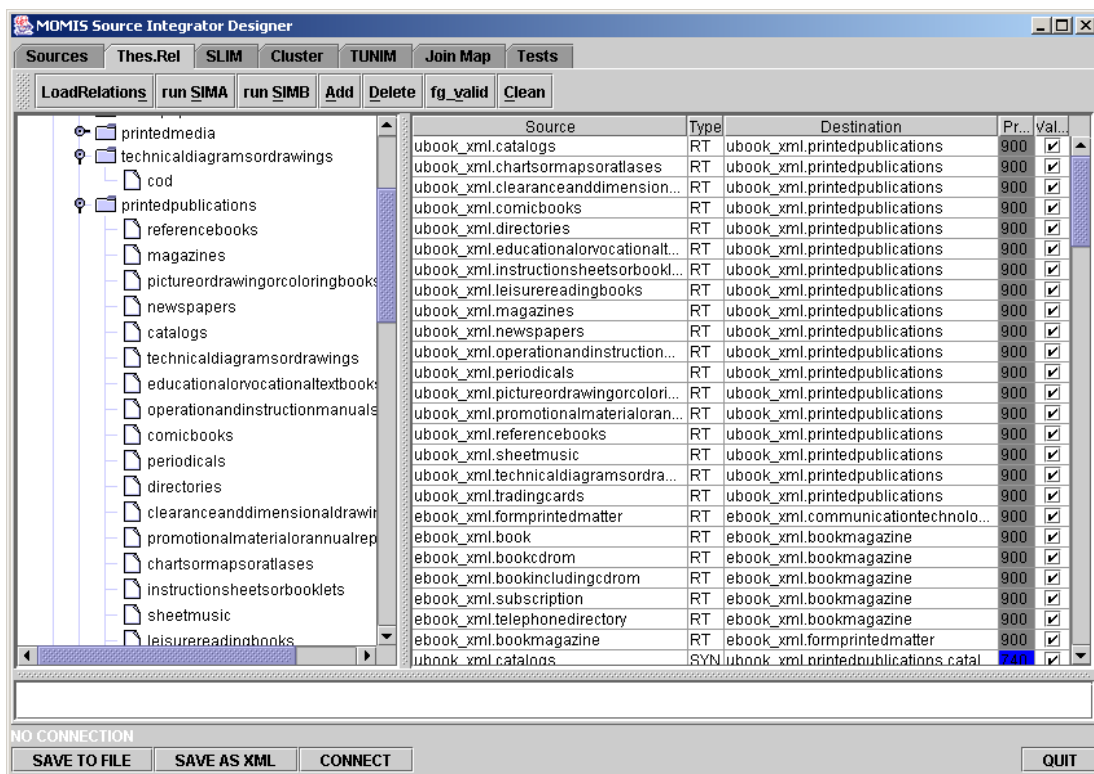 MOMIS Source Integrator Designer
Sources Thes.Rel SLIM Cluster TUNIM Join Map Tests
LoadRelations run SIMA run SIMB Add Delete fg_valid Clean
printedmedia
technicaldiagramsordrawings
cod
printedpublications
referencebooks
magazines
pictureordrawingorcoloringbooks
newspapers
catalogs
technicaldiagramsordrawings
educationalorvocationaltextbooks
operationandinstructionmanuals
comicbooks
periodicals
directories
clearanceanddimensionaldrawin
promotionalmaterialorannualrep
chartsormapsoratlases
instructionsheetsorbooklets
sheetmusic
leisurereadingbooks
Source Type Destination Pr... Val...
ubook_xml.catalogs RT ubook_xml.printedpublications 900
ubook_xml.chartsormapsoratlases RT ubook_xml.printedpublications 900
ubook_xml.clearanceanddimension... RT ubook_xml.printedpublications 900
ubook_xml.comicbooks RT ubook_xml.printedpublications 900
ubook_xml.directories RT ubook_xml.printedpublications 900
ubook_xml.educationalorvocationalt... RT ubook_xml.printedpublications 900
ubook_xml.instructionsheetsorbookl... RT ubook_xml.printedpublications 900
ubook_xml.leisurereadingbooks RT ubook_xml.printedpublications 900
ubook_xml.magazines RT ubook_xml.printedpublications 900
ubook_xml.newspapers RT ubook_xml.printedpublications 900
ubook_xml.operationandinstruction... RT ubook_xml.printedpublications 900
ubook_xml.periodicals RT ubook_xml.printedpublications 900
ubook_xml.pictureordrawingorcolori... RT ubook_xml.printedpublications 900
ubook_xml.promotionalmaterialoran... RT ubook_xml.printedpublications 900
ubook_xml.referencebooks RT ubook_xml.printedpublications 900
ubook_xml.sheetmusic RT ubook_xml.printedpublications 900
ubook_xml.technicaldiagramsordra... RT ubook_xml.printedpublications 900
ubook_xml.tradingcards RT ubook_xml.printedpublications 900
ebook_xml.formprintedmatter RT ebook_xml.communicationtechnolo... 900
ebook_xml.book RT ebook_xml.bookmagazine 900
ebook_xml.bookcdrom RT ebook_xml.bookmagazine 900
ebook_xml.bookincludingcdrom RT ebook_xml.bookmagazine 900
ebook_xml.subscription RT ebook_xml.bookmagazine 900
ebook_xml.telephonedirectory RT ebook_xml.bookmagazine 900
ebook_xml.bookmagazine RT ebook_xml.formprintedmatter 900
ubook_xml.catalogs SYN ubook_xml.printedpublications.catal 740
NO CONNECTION
SAVE TO FILE SAVE AS XML CONNECT QUIT